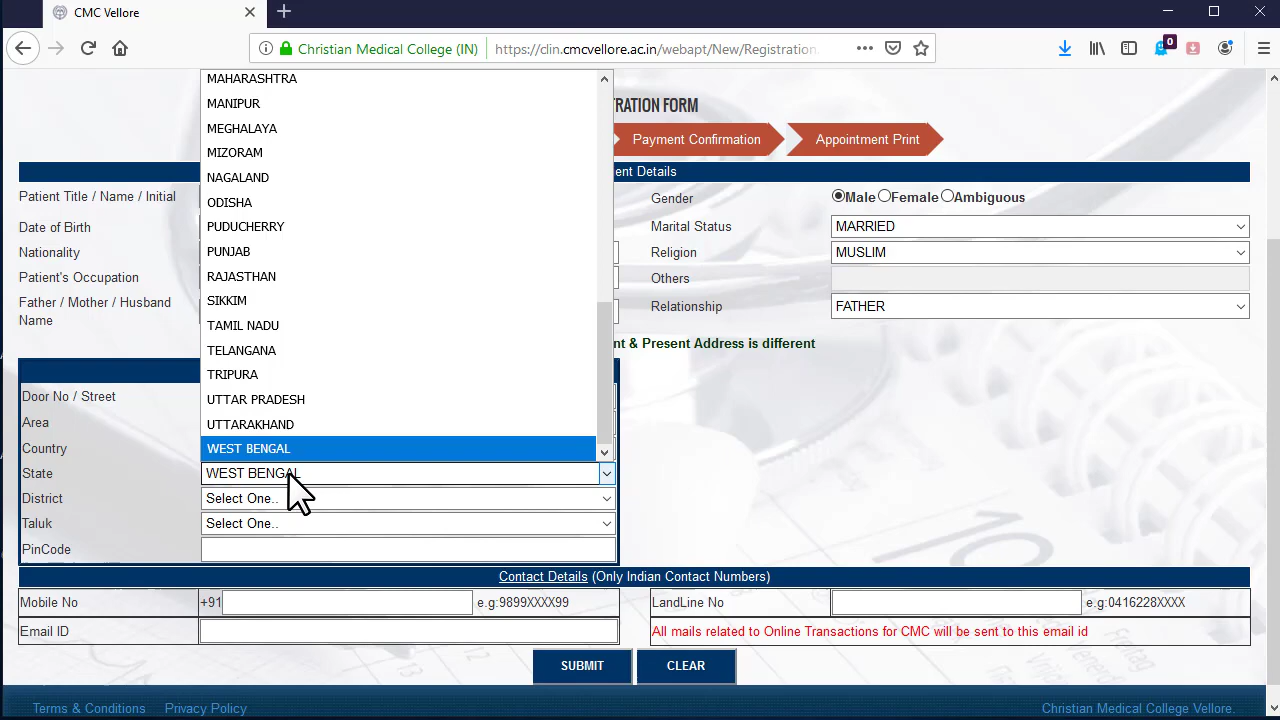 CMC Vellore
Christian Medical College (IN)
https://clin.cmcvellore.ac.in/webapt/New/Registration.
0
TRATION FORM
Payment Confirmation
Appointment Print
ent Details
Patient Title / Name / Initial
Gender
Male Female Ambiguous
Date of Birth
Marital Status
MARRIED
Nationality
Religion
MUSLIM
Patient's Occupation
Others
Father / Mother / Husband
Name
Relationship
FATHER
nt & Present Address is different
MAHARASHTRA
MANIPUR
MEGHALAYA
MIZORAM
NAGALAND
ODISHA
PUDUCHERRY
PUNJAB
RAJASTHAN
SIKKIM
TAMIL NADU
TELANGANA
TRIPURA
UTTAR PRADESH
UTTARAKHAND
WEST BENGAL
Door No / Street
Area
Country
State
WEST BENGAL
District
Select One..
Taluk
Select One..
PinCode
Contact Details (Only Indian Contact Numbers)
Mobile No
+91
e.g:9899XXXX99
LandLine No
e.g:0416228XXXX
Email ID
All mails related to Online Transactions for CMC will be sent to this email id
SUBMIT
CLEAR
Terms & Conditions
Privacy Policy
Christian Medical College Vellore.